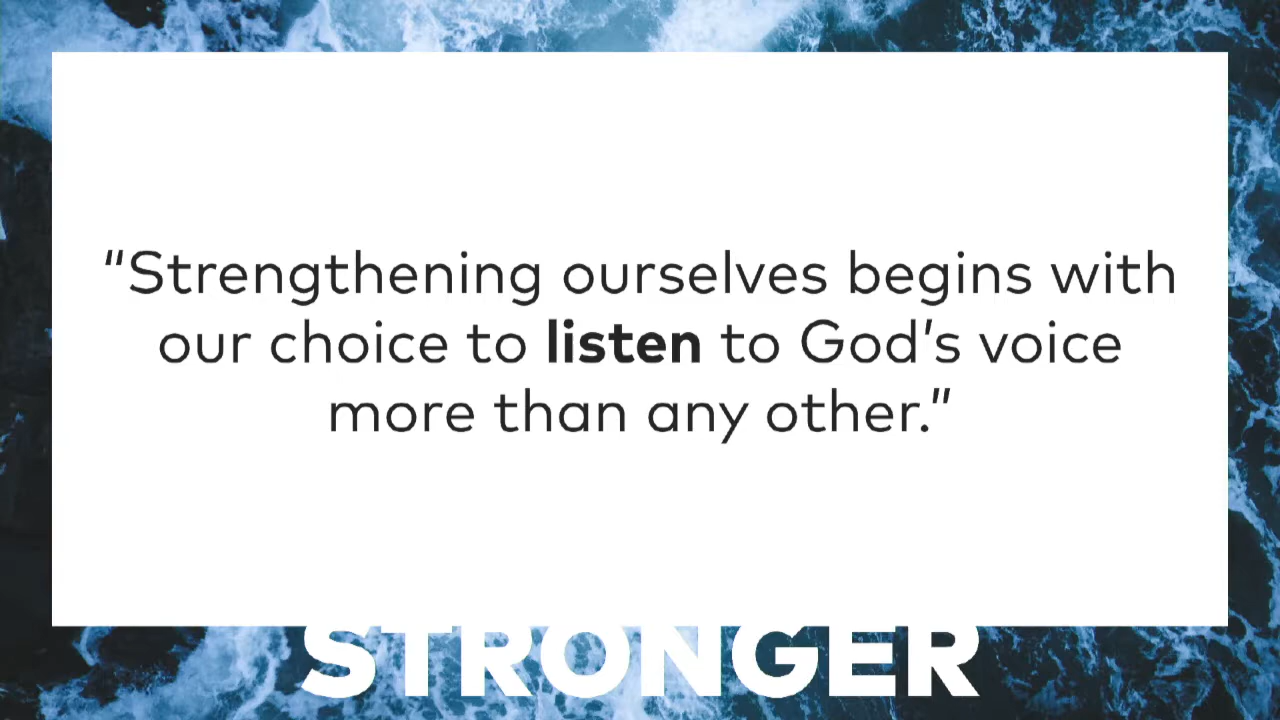 “Strengthening ourselves begins with
our choice to listen to God’s voice
more than any other.”
STRONGER